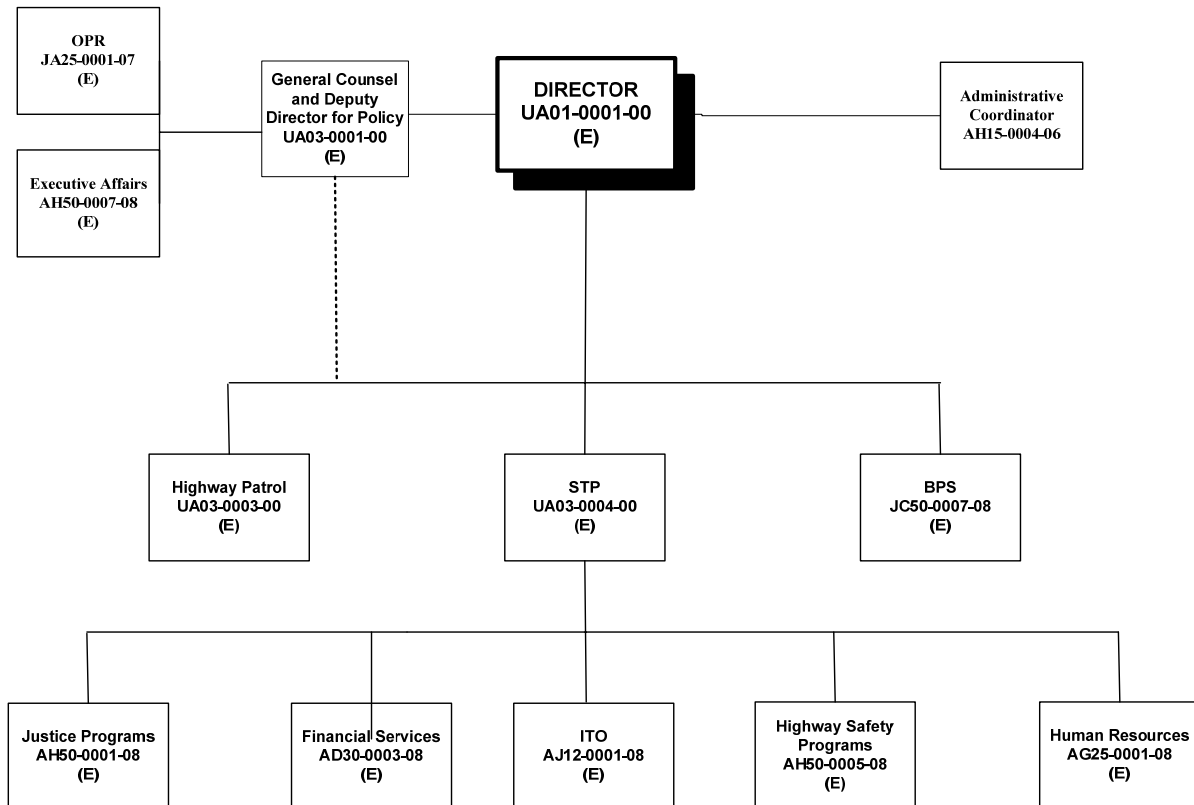 OPR
JA25-0001-07
(E)
General Counsel
and Deputy
Director for Policy
UA03-0001-00
(E)
DIRECTOR
UA01-0001-00
(E)
Administrative
Coordinator
AH15-0004-06
Executive Affairs
AH50-0007-08
(E)
Highway Patrol
UA03-0003-00
(E)
STP
UA03-0004-00
(E)
BPS
JC50-0007-08
(E)
Justice Programs
AH50-0001-08
(E)
Financial Services
AD30-0003-08
(E)
ITO
AJ12-0001-08
(E)
Highway Safety
Programs
AH50-0005-08
(E)
Human Resources
AG25-0001-08
(E)